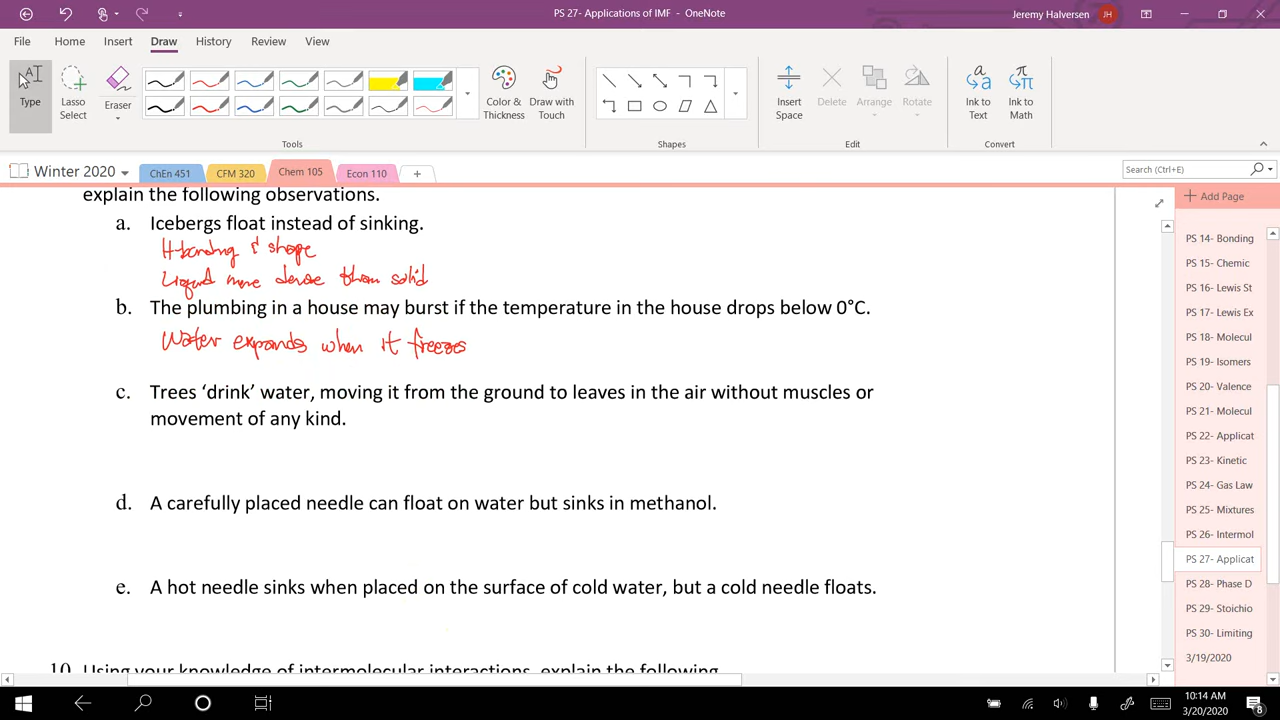 PS 27- Applications of IMF - OneNote
Jeremy Halversen JH
File Home Insert Draw History Review View
Type
Lasso Select
Eraser
Color & Thickness
Draw with Touch
Insert Space
Delete
Arrange
Rotate
Ink to Text
Ink to Math
Tools Shapes Edit Convert
Winter 2020 ChEn 451 CFM 320 Chem 105 Econ 110 +
Search (Ctrl+E)
explain the following observations.
a. Icebergs float instead of sinking.
H-bonding & shape
Liquid more dense than solid
b. The plumbing in a house may burst if the temperature in the house drops below 0°C.
Water expands when it freezes
c. Trees ‘drink’ water, moving it from the ground to leaves in the air without muscles or
movement of any kind.
d. A carefully placed needle can float on water but sinks in methanol.
e. A hot needle sinks when placed on the surface of cold water, but a cold needle floats.
10. Using your knowledge of intermolecular interactions, explain the following
Add Page
PS 14- Bonding
PS 15- Chemic
PS 16- Lewis St
PS 17- Lewis Ex
PS 18- Molecul
PS 19- Isomers
PS 20- Valence
PS 21- Molecul
PS 22- Applicat
PS 23- Kinetic
PS 24- Gas Law
PS 25- Mixtures
PS 26- Intermol
PS 27- Applicat
PS 28- Phase D
PS 29- Stoichio
PS 30- Limiting
3/19/2020
10:14 AM
3/20/2020
8